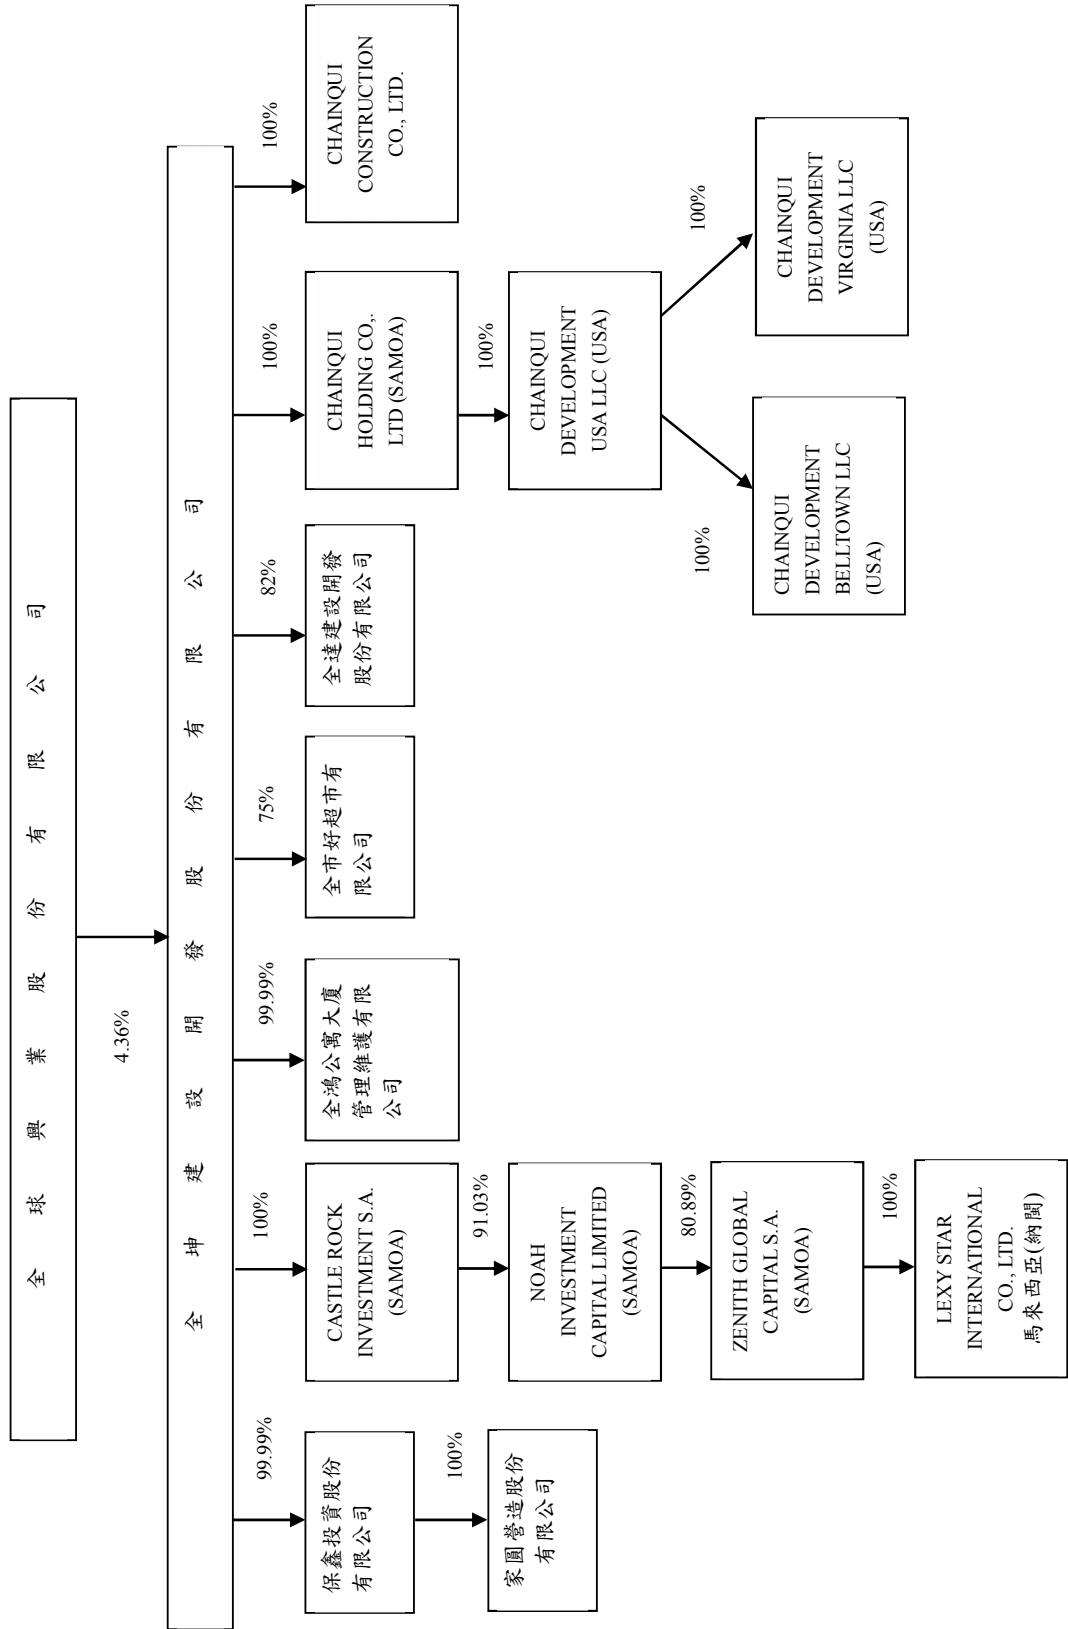 全球興業股份有限公司
4.36%
全坤建設開發股份有限公司
99.99%
100%
99.99%
75%
82%
100%
100%
保鑫投資股份
有限公司
CASTLE ROCK
INVESTMENT S.A.
(SAMOA)
全鴻公寓大廈
管理維護有限
公司
全市好超市有
限公司
全達建設開發
股份有限公司
CHAINQUI
HOLDING CO,.
LTD (SAMOA)
CHAINQUI
CONSTRUCTION
CO., LTD.
100%
91.03%
100%
家圓營造股份
有限公司
NOAH
INVESTMENT
CAPITAL LIMITED
(SAMOA)
CHAINQUI
DEVELOPMENT
USA LLC (USA)
80.89%
100%
100%
ZENITH GLOBAL
CAPITAL S.A.
(SAMOA)
CHAINQUI
DEVELOPMENT
BELLTOWN LLC
(USA)
CHAINQUI
DEVELOPMENT
VIRGINIA LLC
(USA)
100%
LEXY STAR
INTERNATIONAL
CO., LTD.
馬來西亞(納閩)